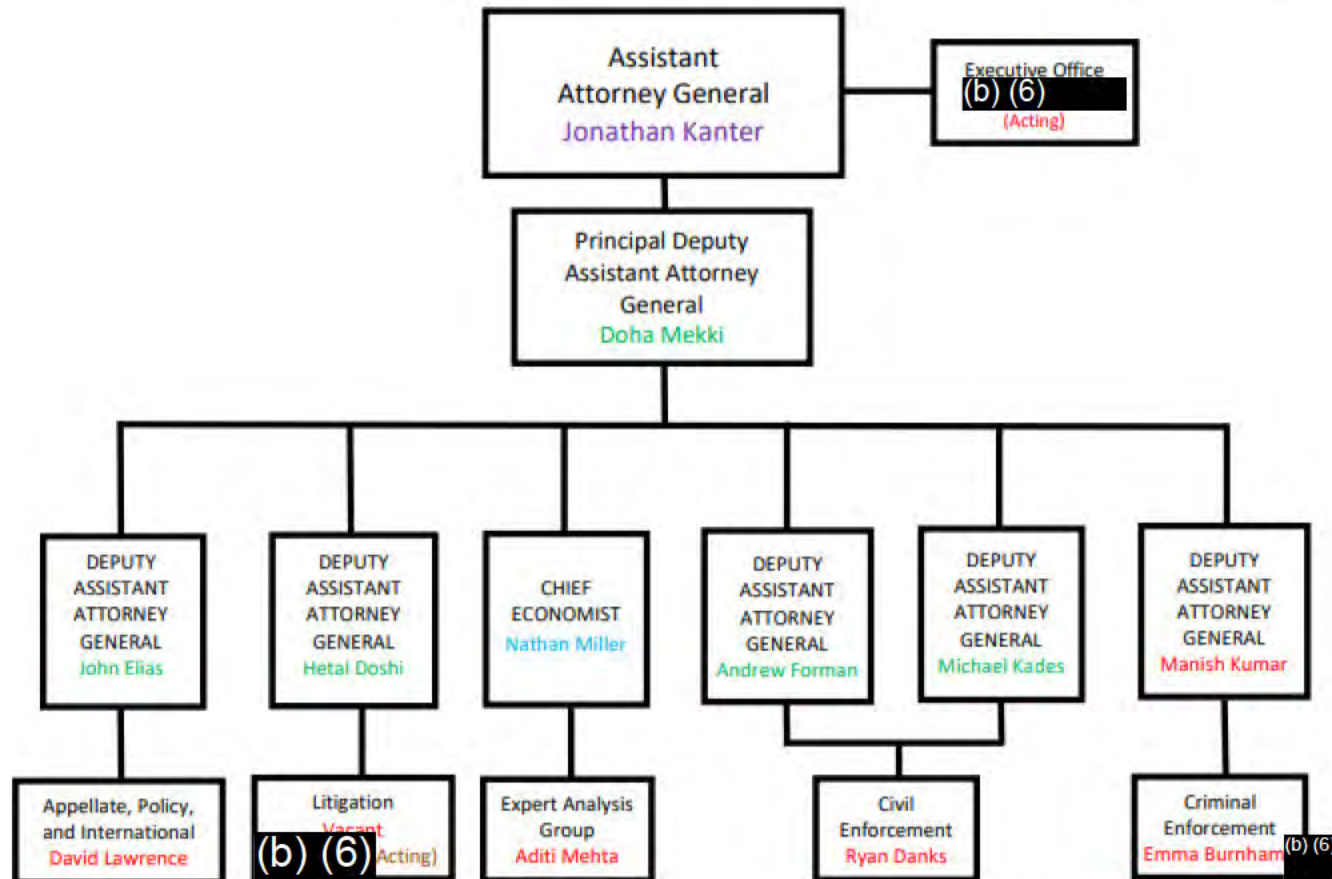 Assistant
Attorney General
Jonathan Kanter
Executive Office
(b) (6)
(Acting)
Principal Deputy
Assistant Attorney
General
Doha Mekki
DEPUTY
ASSISTANT
ATTORNEY
GENERAL
John Elias
DEPUTY
ASSISTANT
ATTORNEY
GENERAL
Hetal Doshi
CHIEF
ECONOMIST
Nathan Miller
DEPUTY
ASSISTANT
ATTORNEY
GENERAL
Andrew Forman
DEPUTY
ASSISTANT
ATTORNEY
GENERAL
Michael Kades
DEPUTY
ASSISTANT
ATTORNEY
GENERAL
Manish Kumar
Appellate, Policy,
and International
David Lawrence
Litigation
Vacant
(b) (6) (Acting)
Expert Analysis
Group
Aditi Mehta
Civil
Enforcement
Ryan Danks
Criminal
Enforcement
Emma Burnham (b) (6)